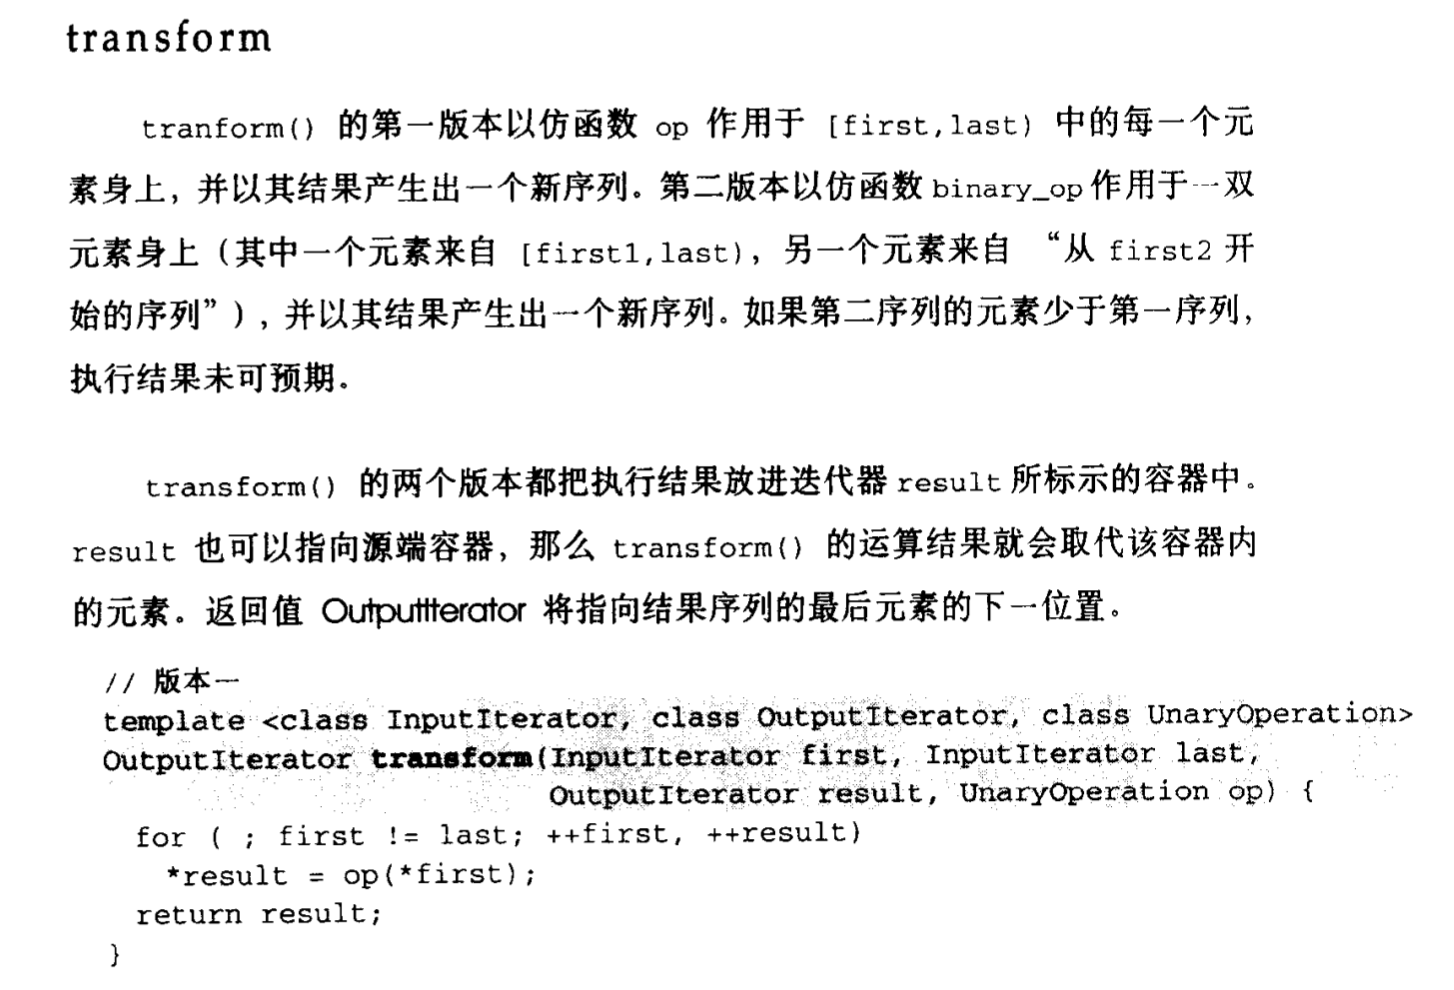 transform
tranform() 的第一版本以仿函数 op 作用于 [first,last) 中的每一个元
素身上，并以其结果产生出一个新序列。第二版本以仿函数 binary_op 作用于一双
元素身上（其中一个元素来自 [first1,last)，另一个元素来自 “从 first2 开
始的序列”），并以其结果产生出一个新序列。如果第二序列的元素少于第一序列，
执行结果未可预期。
transform() 的两个版本都把执行结果放进迭代器 result 所标示的容器中。
result 也可以指向源端容器，那么 transform() 的运算结果就会取代该容器内
的元素。返回值 OutputIterator 将指向结果序列的最后元素的下一位置。
// 版本一
template <class InputIterator, class OutputIterator, class UnaryOperation>
OutputIterator transform(InputIterator first, InputIterator last,
OutputIterator result, UnaryOperation op) {
for ( ; first != last; ++first, ++result)
*result = op(*first);
return result;
}